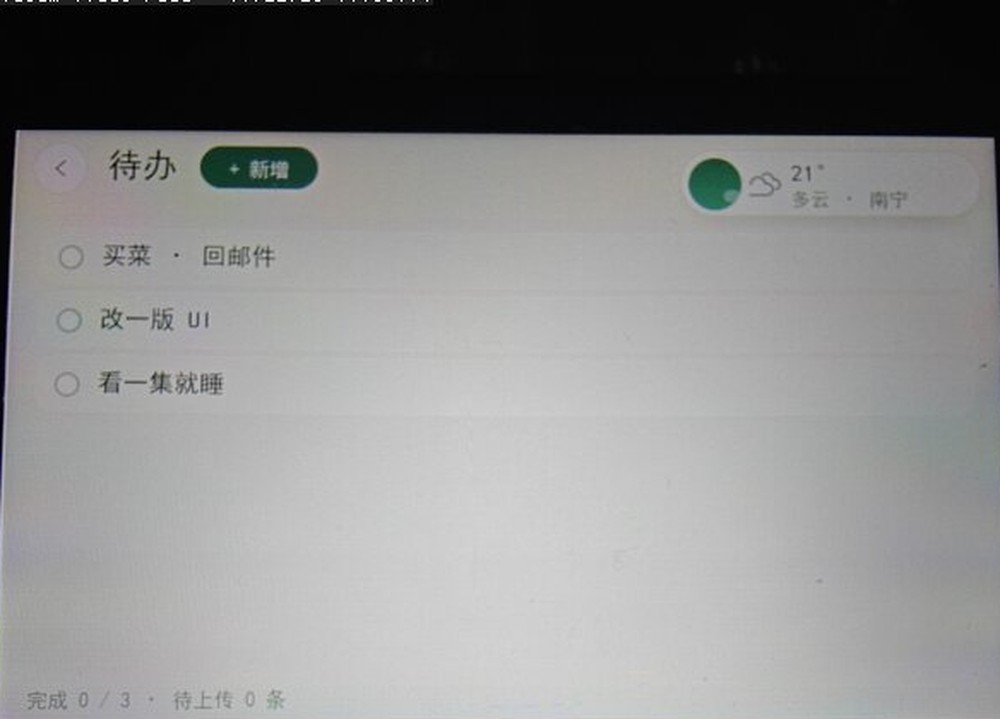 待办
+ 新增
21°
多云 · 南宁
买菜 · 回邮件
改一版 UI
看一集就睡
完成 0 / 3 · 待上传 0 条